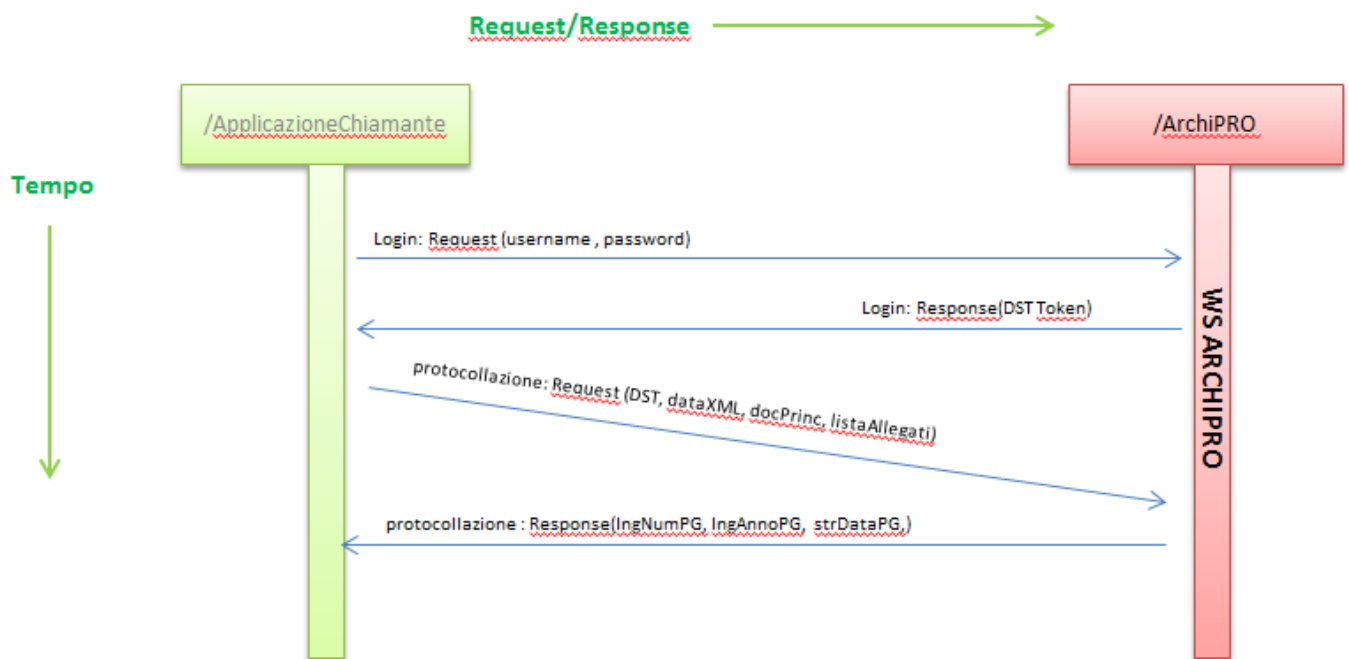 Request/Response
/ApplicazioneChiamante
/ArchiPRO
Tempo
Login: Request (username , password)
Login: Response(DST Token)
protocollazione: Request (DST, dataXML, docPrinc, listaAllegati)
protocollazione : Response(lngNumPG, lngAnnoPG, strDataPG,)
WS ARCHIPRO